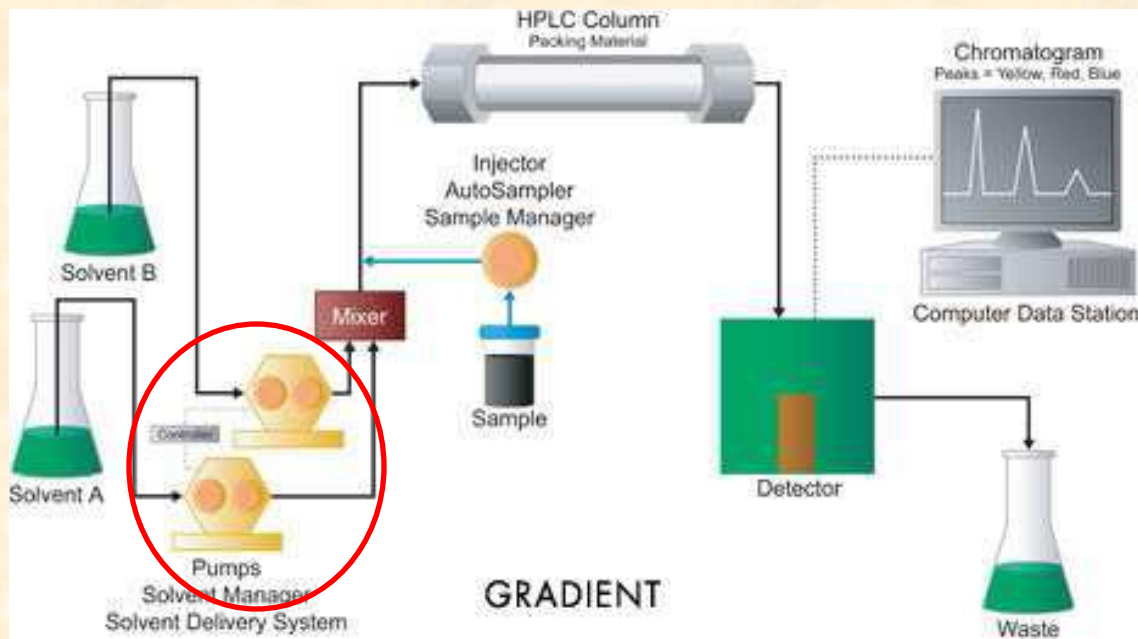 HPLC Column
Packing Material
Chromatogram
Peaks = Yellow, Red, Blue
Injector
AutoSampler
Sample Manager
Solvent B
Mixer
Computer Data Station
Sample
Controlled
Solvent A
Detector
Pumps
Solvent Manager
Solvent Delivery System
GRADIENT
Waste